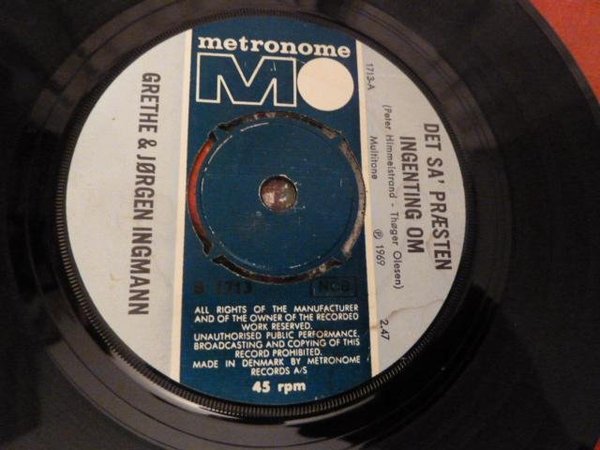 metronome
M
GRETHE & JØRGEN INGMANN
1713-A
DET SA' PRÆSTEN
INGENTING OM
(Peter Himmelstrand - Thøger Olesen)
Multitone
℗ 1969
2.47
B 1713
NCB
ALL RIGHTS OF THE MANUFACTURER
AND OF THE OWNER OF THE RECORDED
WORK RESERVED.
UNAUTHORISED PUBLIC PERFORMANCE,
BROADCASTING AND COPYING OF THIS
RECORD PROHIBITED.
MADE IN DENMARK BY METRONOME
RECORDS A/S
45 rpm